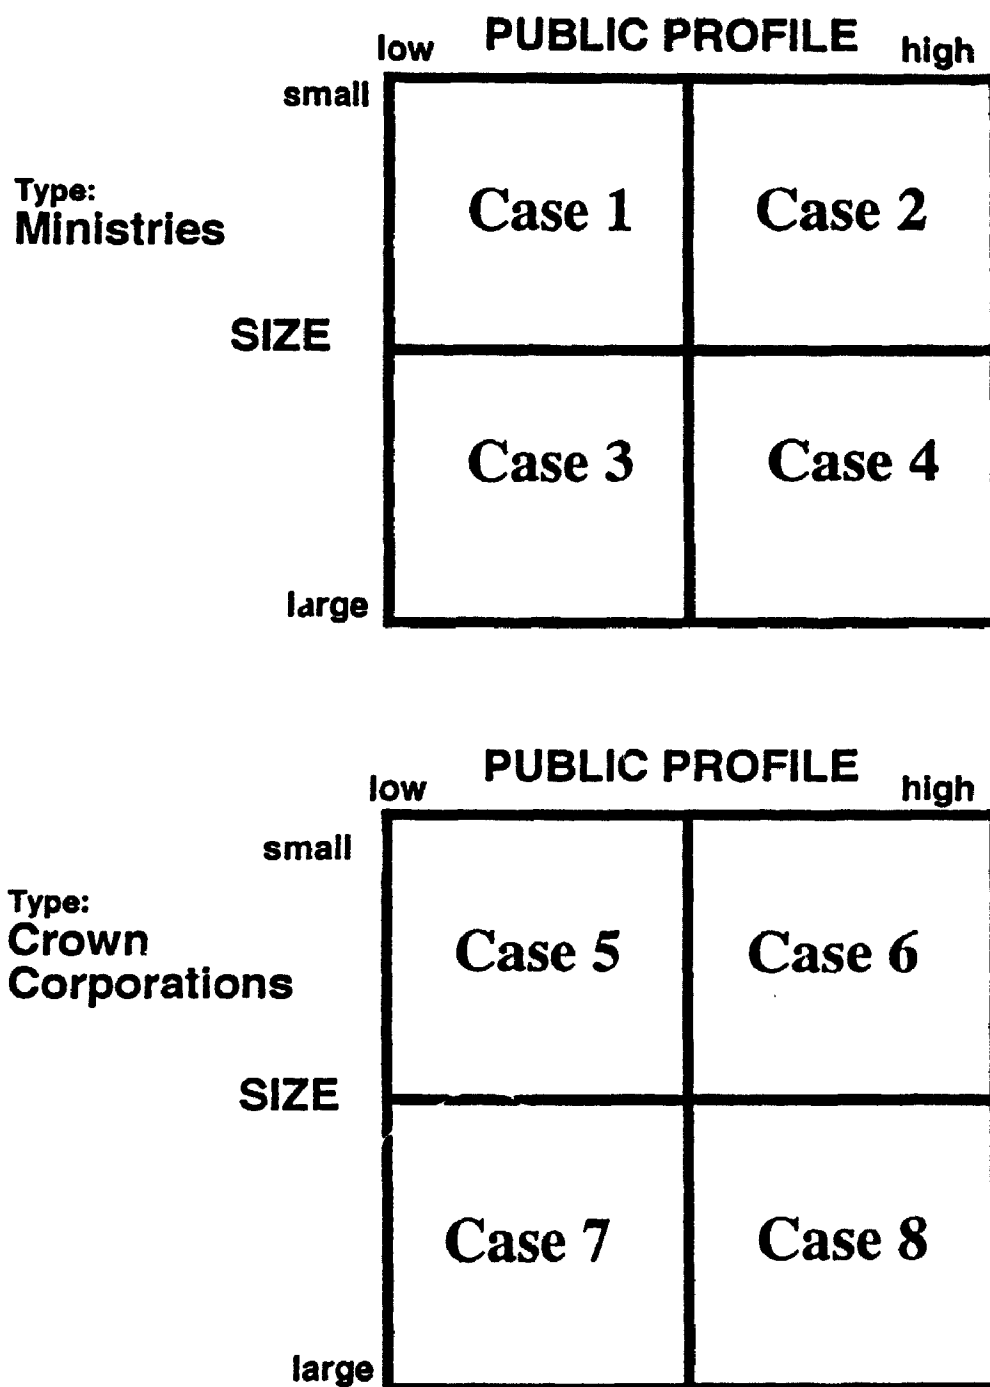 PUBLIC PROFILE
low high
small
Type:
Ministries
Case 1 Case 2
SIZE
Case 3 Case 4
large
PUBLIC PROFILE
low high
small
Type:
Crown
Corporations
Case 5 Case 6
SIZE
Case 7 Case 8
large